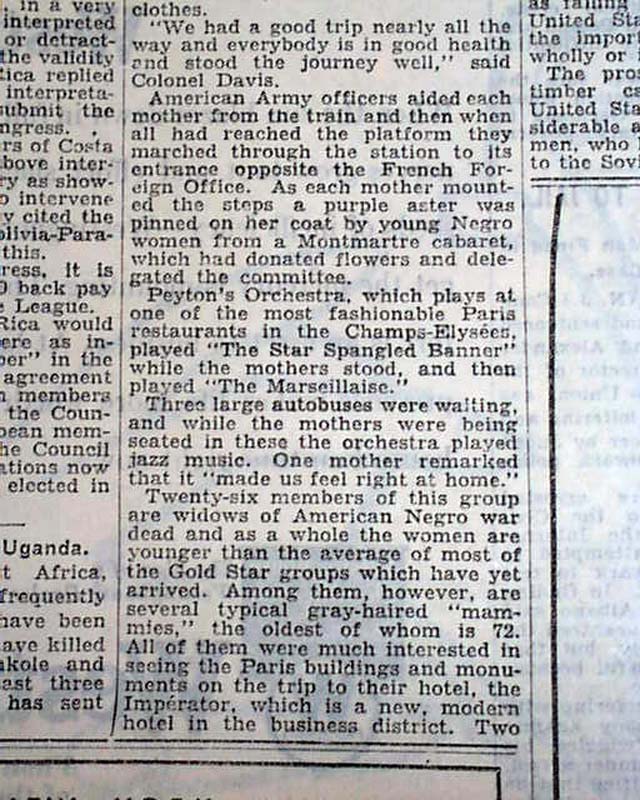 in a very
interpreted
or detract-
the validity
tica replied
interpreta-
submit the
ngress.
rs of Costa
bove inter-
ry as show-
o intervene
y cited the
olivia-Para-
this.
ress, it is
0 back pay
e League.
Rica would
ere as in-
ber" in the
agreement
n members
the Coun-
pean mem-
he Council
ations now
elected in
Uganda.
t Africa,
frequently
have been
ave killed
akole and
ast three
has sent
clothes.
"We had a good trip nearly all the
way and everybody is in good health
and stood the journey well," said
Colonel Davis.
American Army officers aided each
mother from the train and then when
all had reached the platform they
marched through the station to its
entrance opposite the French For-
eign Office. As each mother mount-
ed the steps a purple aster was
pinned on her coat by young Negro
women from a Montmartre cabaret,
which had donated flowers and dele-
gated the committee.
Peyton's Orchestra, which plays at
one of the most fashionable Paris
restaurants in the Champs-Elysées,
played "The Star Spangled Banner"
while the mothers stood, and then
played "The Marseillaise."
Three large autobuses were waiting,
and while the mothers were being
seated in these the orchestra played
jazz music. One mother remarked
that it "made us feel right at home."
Twenty-six members of this group
are widows of American Negro war
dead and as a whole the women are
younger than the average of most of
the Gold Star groups which have yet
arrived. Among them, however, are
several typical gray-haired "mam-
mies," the oldest of whom is 72.
All of them were much interested in
seeing the Paris buildings and monu-
ments on the trip to their hotel, the
Impérator, which is a new, modern
hotel in the business district. Two
as falling
United Sta
the import
wholly or
The pros
timber ca
United Sta
siderable a
men, who
to the Sovi